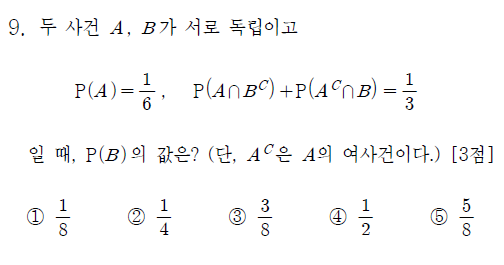 9. 두 사건 A, B가 서로 독립이고
P(A)=1/6, P(A∩B^C)+P(A^C∩B)=1/3
일 때, P(B)의 값은? (단, A^C은 A의 여사건이다.) [3점]
① 1/8 ② 1/4 ③ 3/8 ④ 1/2 ⑤ 5/8